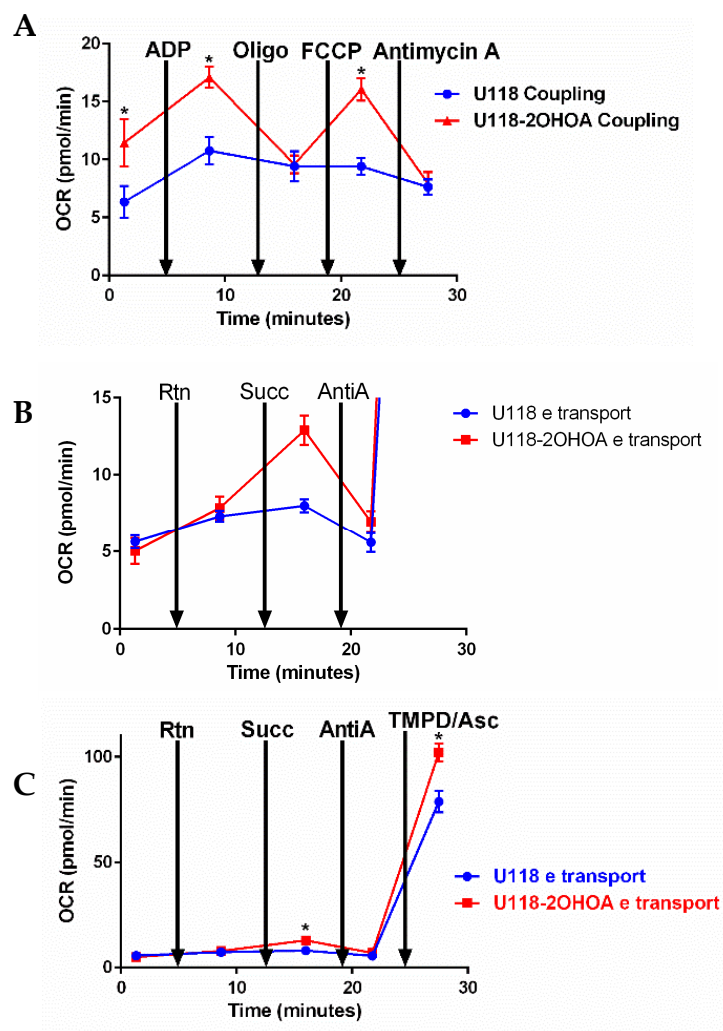 A
ADP Oligo FCCP Antimycin A
* * *
20
15
10
5
0
OCR (pmol/min)
0 10 20 30
Time (minutes)
U118 Coupling
U118-2OHOA Coupling
B
Rtn Succ AntiA
15
10
5
0
OCR (pmol/min)
0 10 20 30
Time (minutes)
U118 e transport
U118-2OHOA e transport
C
Rtn Succ AntiA TMPD/Asc
* *
100
50
0
OCR (pmol/min)
0 10 20 30
Time (minutes)
U118 e transport
U118-2OHOA e transport